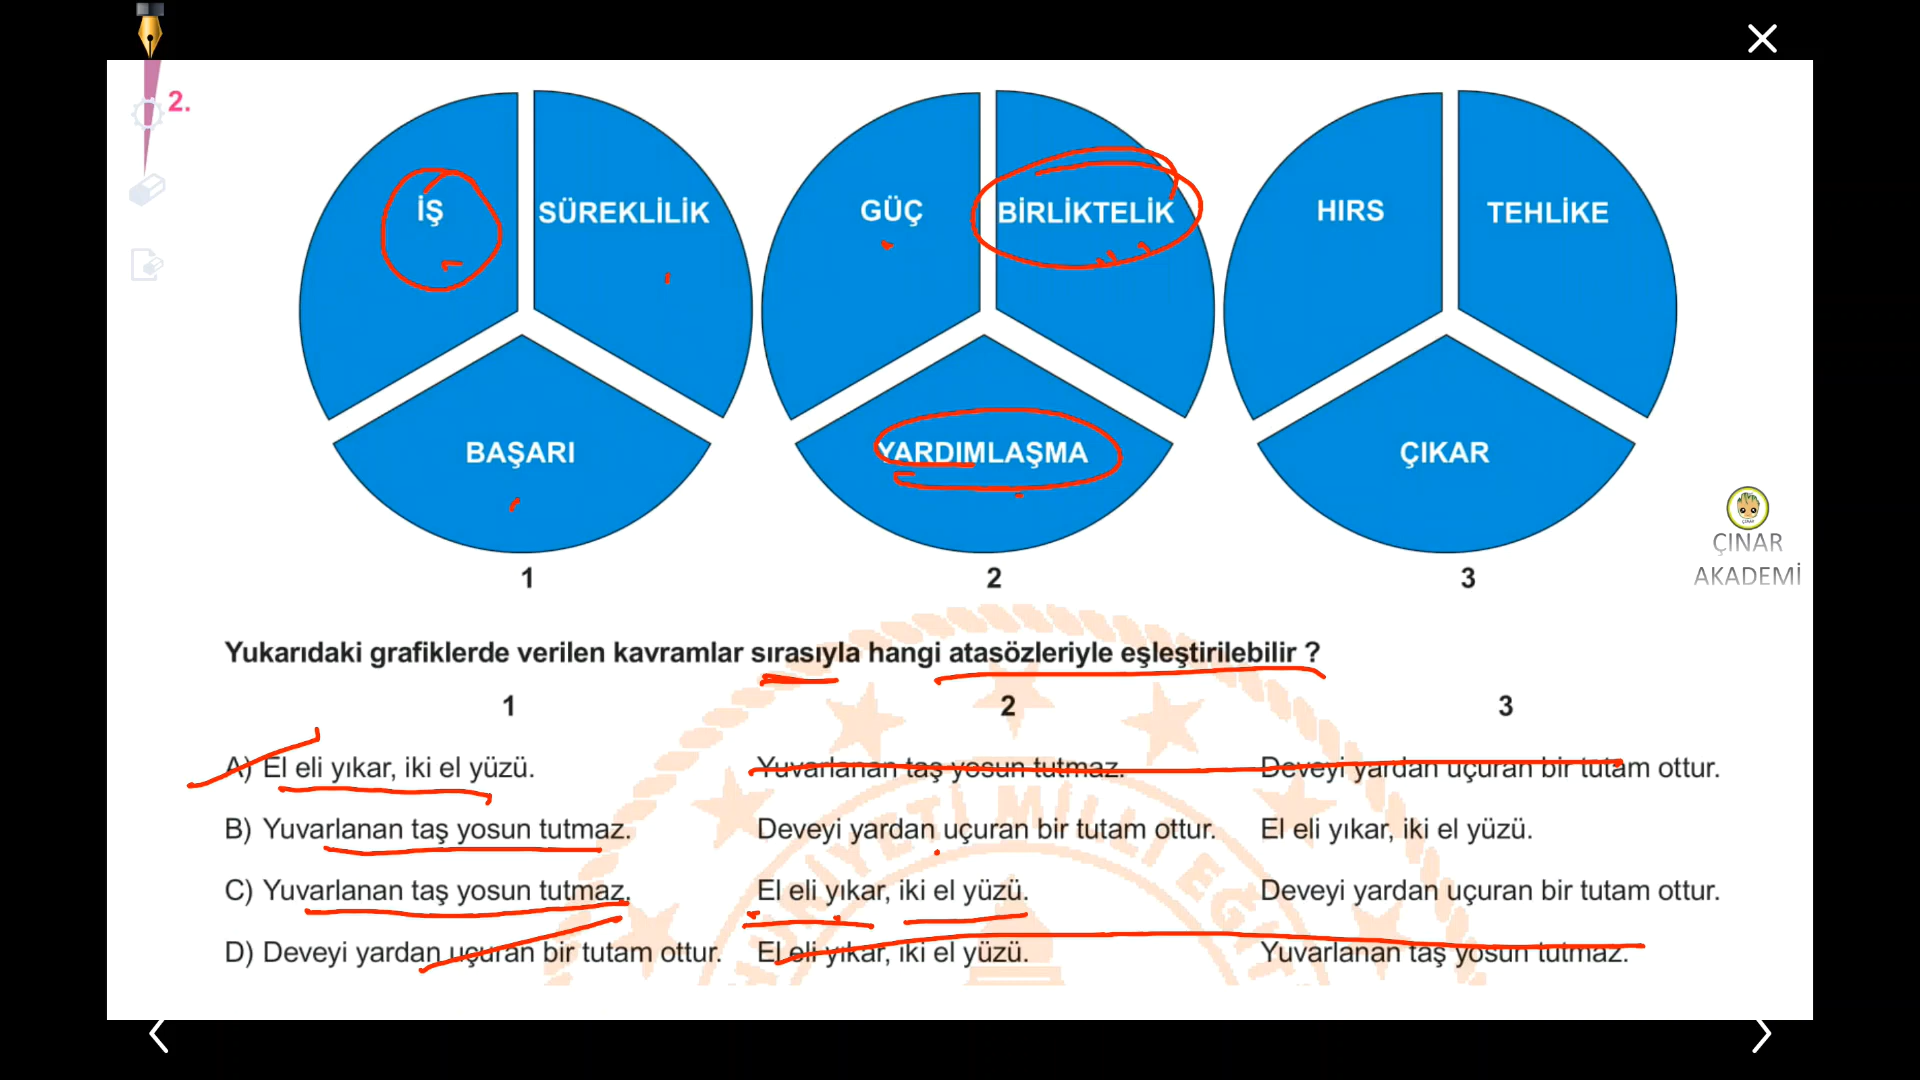 2.
İŞ
SÜREKLİLİK
BAŞARI
1
GÜÇ
BİRLİKTELİK
YARDIMLAŞMA
2
HIRS
TEHLİKE
ÇIKAR
3
ÇINAR
AKADEMİ
Yukarıdaki grafiklerde verilen kavramlar sırasıyla hangi atasözleriyle eşleştirilebilir ?
1 2 3
A) El eli yıkar, iki el yüzü. Yuvarlanan taş yosun tutmaz. Deveyi yardan uçuran bir tutam ottur.
B) Yuvarlanan taş yosun tutmaz. Deveyi yardan uçuran bir tutam ottur. El eli yıkar, iki el yüzü.
C) Yuvarlanan taş yosun tutmaz. El eli yıkar, iki el yüzü. Deveyi yardan uçuran bir tutam ottur.
D) Deveyi yardan uçuran bir tutam ottur. El eli yıkar, iki el yüzü. Yuvarlanan taş yosun tutmaz.